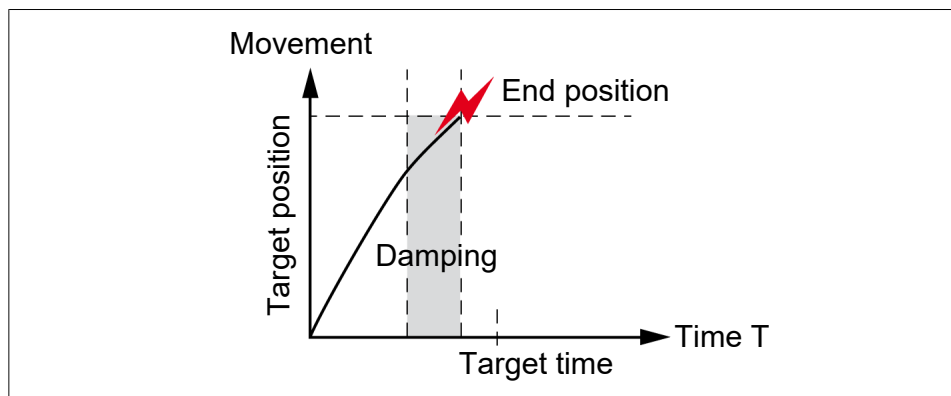 Movement
End position
Target position
Damping
Time T
Target time